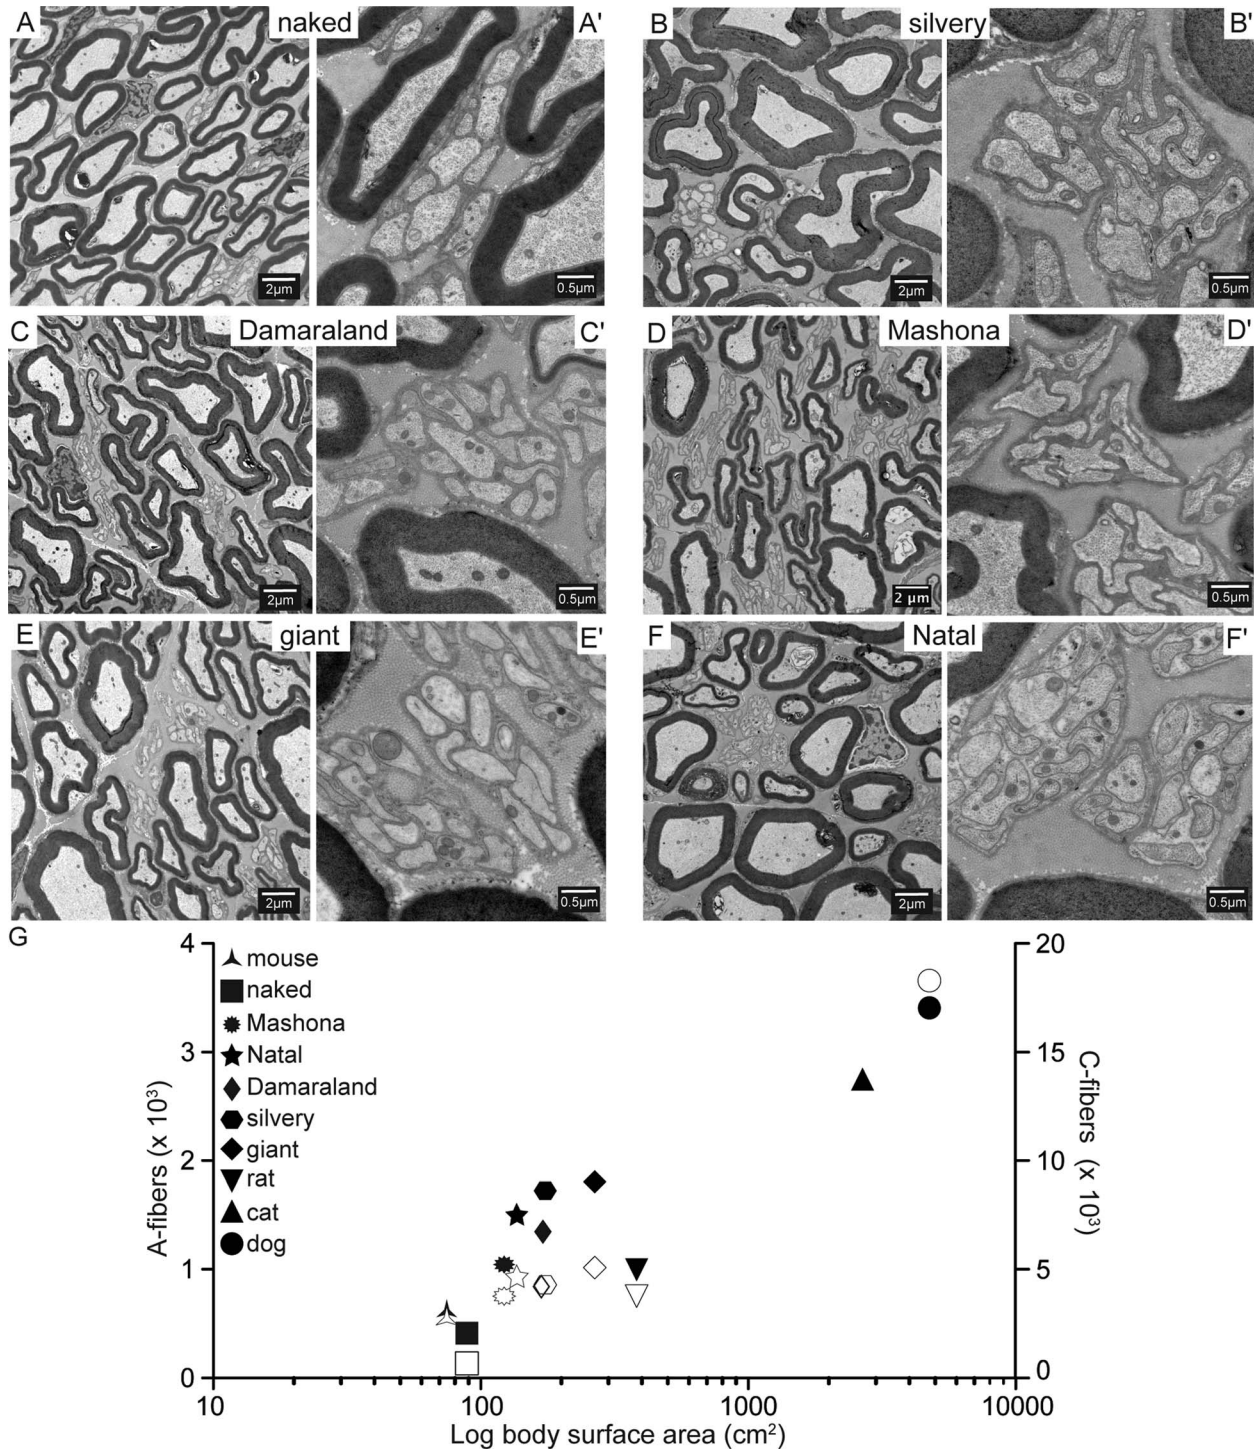 A naked A'
B silvery B'
2μm 0.5μm 2μm 0.5μm
C Damaraland C'
D Mashona D'
2μm 0.5μm 2 μm 0.5μm
E giant E'
F Natal F'
2μm 0.5μm 2μm 0.5μm
G
A-fibers (x 10³)
4
3
2
1
0
mouse
naked
Mashona
Natal
Damaraland
silvery
giant
rat
cat
dog
20
15
10
5
0
C-fibers (x 10³)
10 100 1000 10000
Log body surface area (cm²)